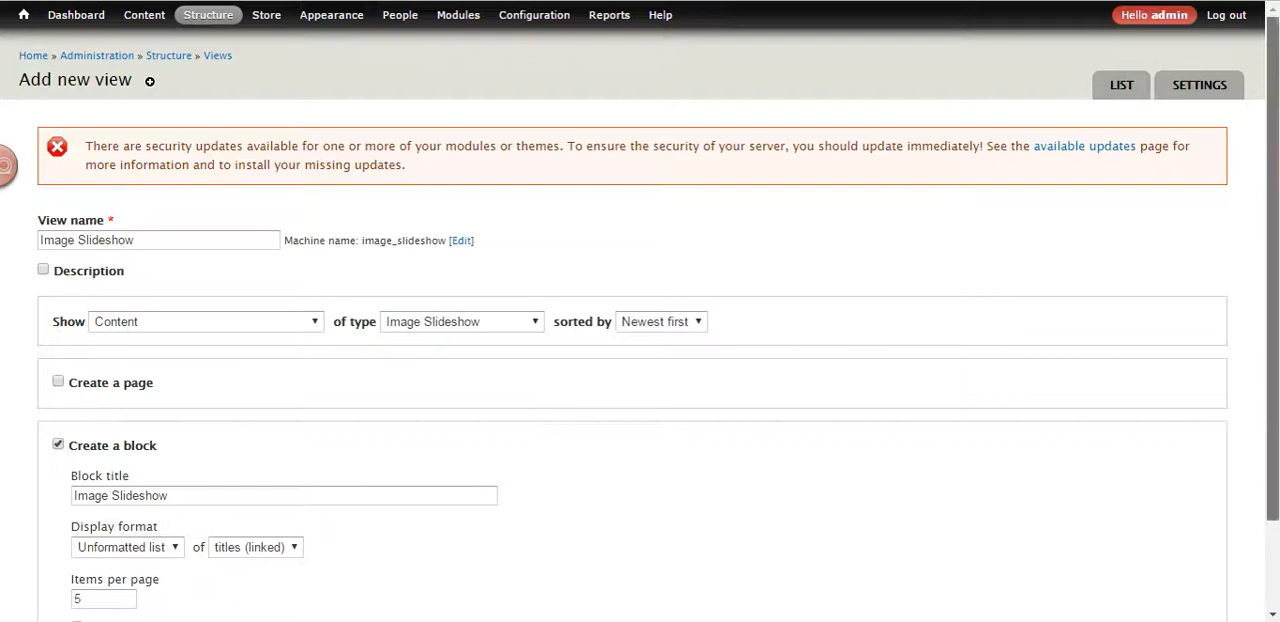 Dashboard Content Structure Store Appearance People Modules Configuration Reports Help Hello admin Log out
Home » Administration » Structure » Views
Add new view
LIST SETTINGS
There are security updates available for one or more of your modules or themes. To ensure the security of your server, you should update immediately! See the available updates page for
more information and to install your missing updates.
View name *
Image Slideshow Machine name: image_slideshow [Edit]
Description
Show Content of type Image Slideshow sorted by Newest first
Create a page
Create a block
Block title
Image Slideshow
Display format
Unformatted list of titles (linked)
Items per page
5